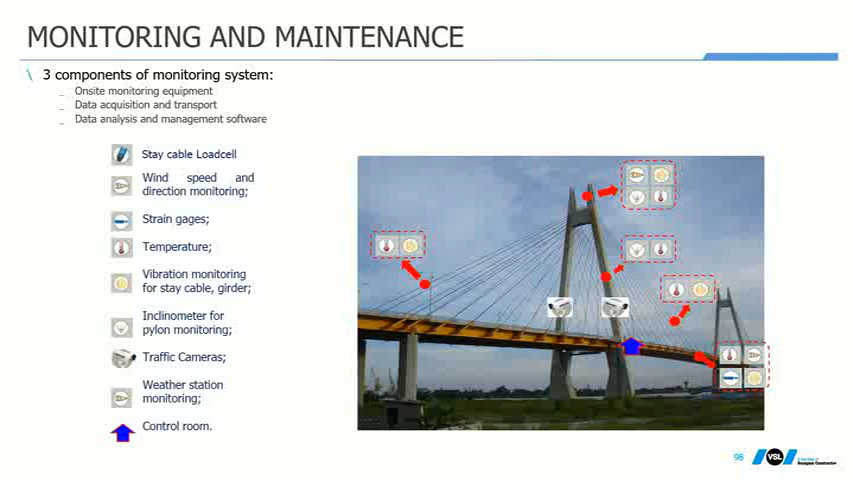 MONITORING AND MAINTENANCE
\ 3 components of monitoring system:
_ Onsite monitoring equipment
_ Data acquisition and transport
_ Data analysis and management software
Stay cable Loadcell
Wind speed and
direction monitoring;
Strain gages;
Temperature;
Vibration monitoring
for stay cable, girder;
Inclinometer for
pylon monitoring;
Traffic Cameras;
Weather station
monitoring;
Control room.
98
VSL